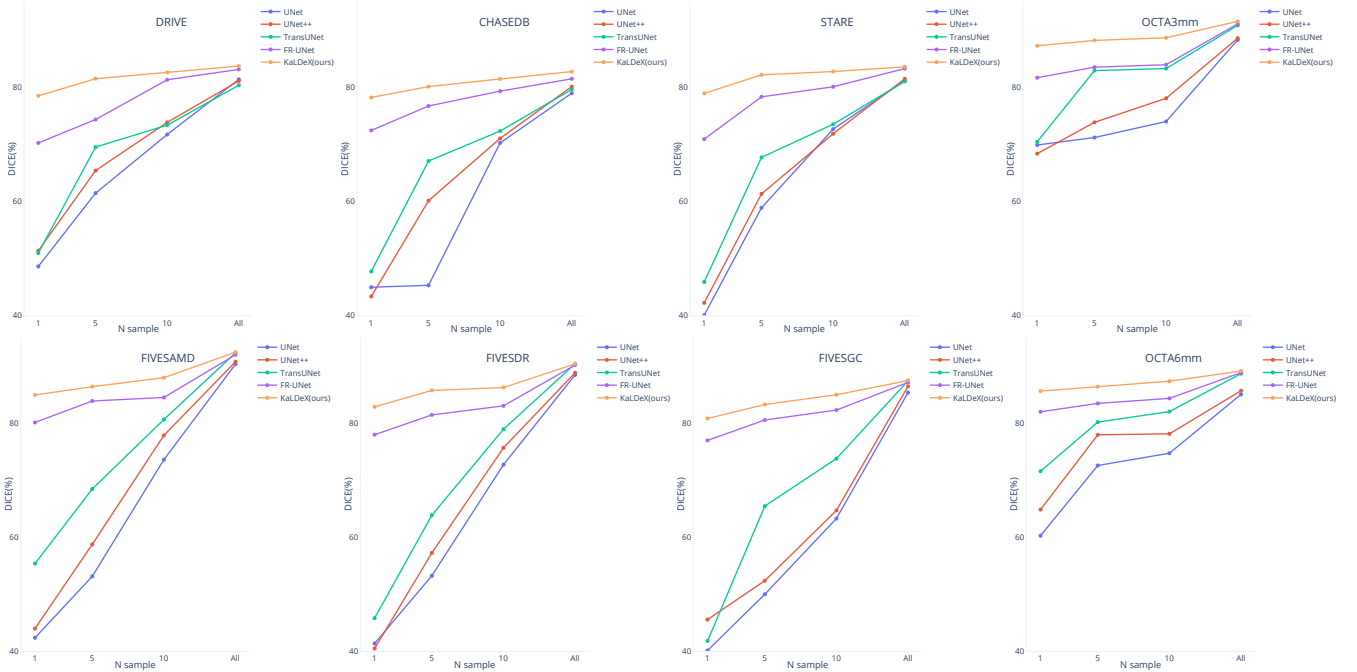 DRIVE
UNet
UNet++
TransUNet
FR-UNet
KaLDeX(ours)
DICE(%)
80
60
40
1
5
10
All
N sample
CHASEDB
UNet
UNet++
TransUNet
FR-UNet
KaLDeX(ours)
DICE(%)
80
60
40
1
5
10
All
N sample
STARE
UNet
UNet++
TransUNet
FR-UNet
KaLDeX(ours)
DICE(%)
80
60
40
1
5
10
All
N sample
OCTA3mm
UNet
UNet++
TransUNet
FR-UNet
KaLDeX(ours)
DICE(%)
80
60
40
1
5
10
All
N sample
FIVESAMD
UNet
UNet++
TransUNet
FR-UNet
KaLDeX(ours)
DICE(%)
80
60
40
1
5
10
All
N sample
FIVESDR
UNet
UNet++
TransUNet
FR-UNet
KaLDeX(ours)
DICE(%)
80
60
40
1
5
10
All
N sample
FIVESGC
UNet
UNet++
TransUNet
FR-UNet
KaLDeX(ours)
DICE(%)
80
60
40
1
5
10
All
N sample
OCTA6mm
UNet
UNet++
TransUNet
FR-UNet
KaLDeX(ours)
DICE(%)
80
60
40
1
5
10
All
N sample